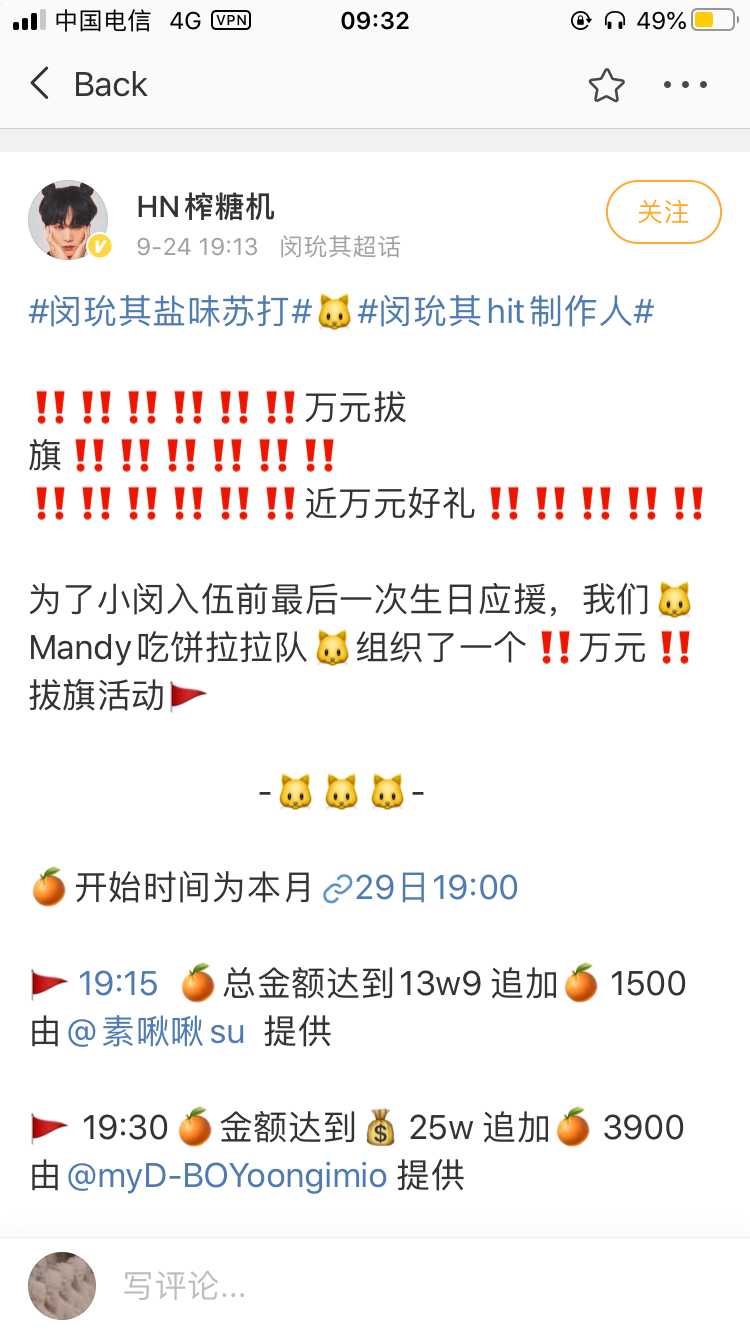 中国电信 4G VPN 09:32 49%
Back
HN榨糖机
9-24 19:13 闵玧其超话
关注
#闵玧其盐味苏打#🐱#闵玧其hit制作人#
‼️‼️‼️‼️‼️‼️万元拔
旗‼️‼️‼️‼️‼️‼️
‼️‼️‼️‼️‼️‼️近万元好礼‼️‼️‼️‼️‼️
为了小闵入伍前最后一次生日应援，我们🐱
Mandy吃饼拉拉队🐱组织了一个‼️万元‼️
拔旗活动🚩
-🐱🐱🐱-
🍊开始时间为本月🔗29日19:00
🚩19:15 🍊总金额达到13w9 追加🍊 1500
由@素啾啾su 提供
🚩 19:30🍊金额达到💰 25w 追加🍊 3900
由@myD-BOYoongimio 提供
写评论...